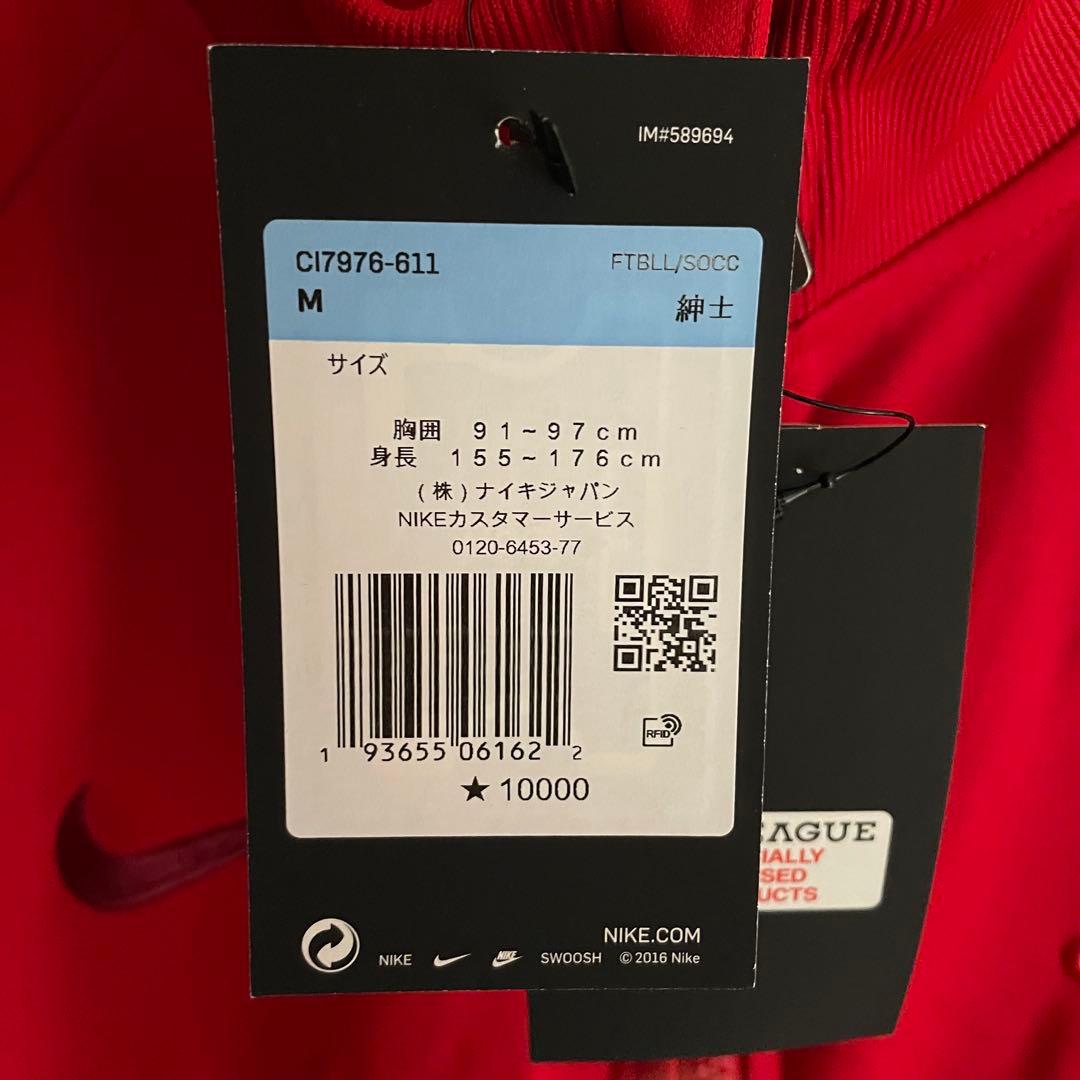 IM#589694
CI7976-611
FTBLL/SOCC
M
紳士
サイズ
胸囲 91~97cm
身長 155~176cm
(株)ナイキジャパン
NIKEカスタマーサービス
0120-6453-77
RFID
1 93655 06162 2
★10000
NIKE.COM
NIKE NIKE SWOOSH © 2016 Nike
EAGUE
IALLY
SED
UCTS